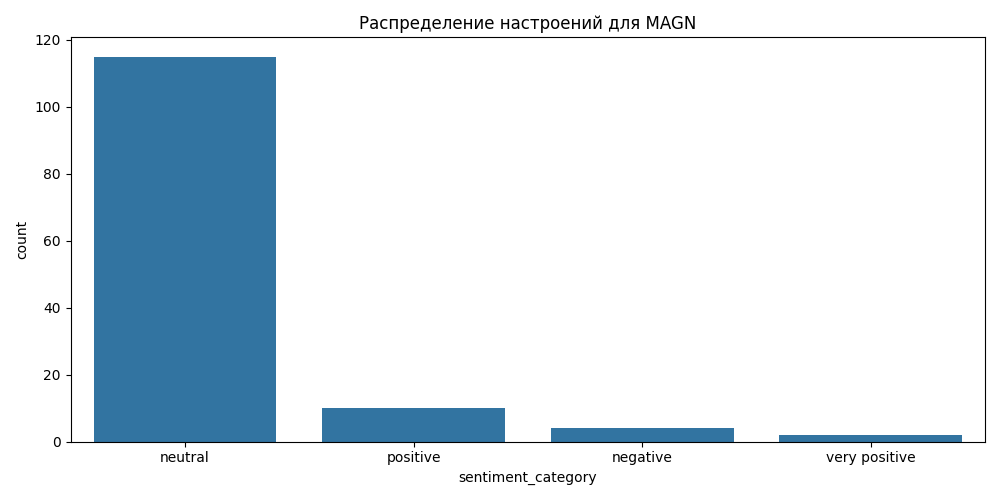 Распределение настроений для MAGN
120
100
80
60
40
20
0
count
neutral
positive
negative
very positive
sentiment_category